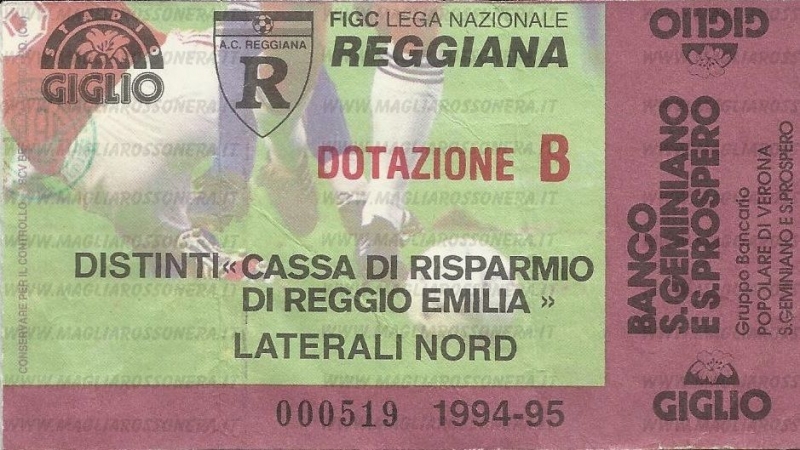 STADIO
GIGLIO
A.C. REGGIANA
R
FIGC LEGA NAZIONALE
REGGIANA
DOTAZIONE B
DISTINTI «CASSA DI RISPARMIO
DI REGGIO EMILIA»
LATERALI NORD
000519 1994-95
CONSERVARE PER IL CONTROLLO
GIGLIO
BANCO
S.GEMINIANO
E S.PROSPERO
Gruppo Bancario
POPOLARE DI VERONA
S.GEMINIANO E S.PROSPERO
GIGLIO
WWW.MAGLIAROSSONERA.IT